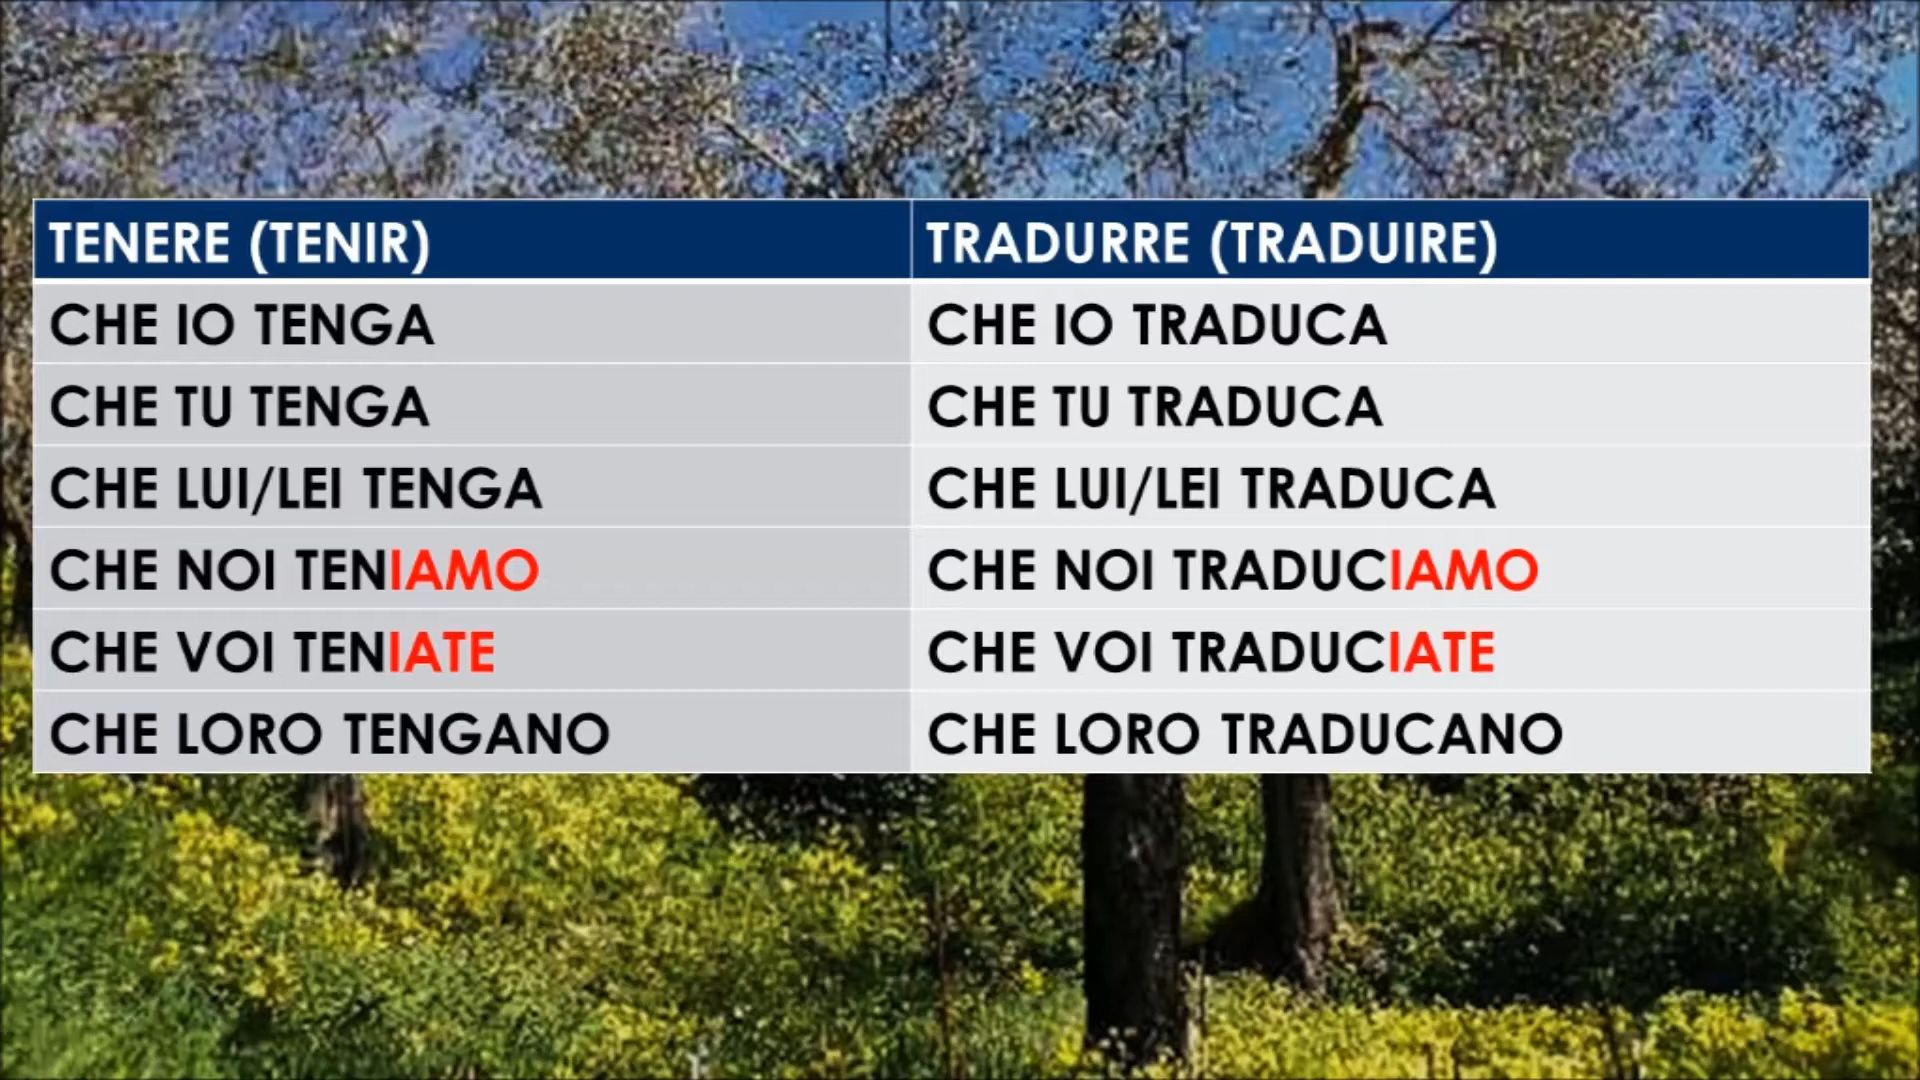 TENERE (TENIR) TRADURRE (TRADUIRE)
CHE IO TENGA CHE IO TRADUCA
CHE TU TENGA CHE TU TRADUCA
CHE LUI/LEI TENGA CHE LUI/LEI TRADUCA
CHE NOI TENIAMO CHE NOI TRADUCIAMO
CHE VOI TENIATE CHE VOI TRADUCIATE
CHE LORO TENGANO CHE LORO TRADUCANO